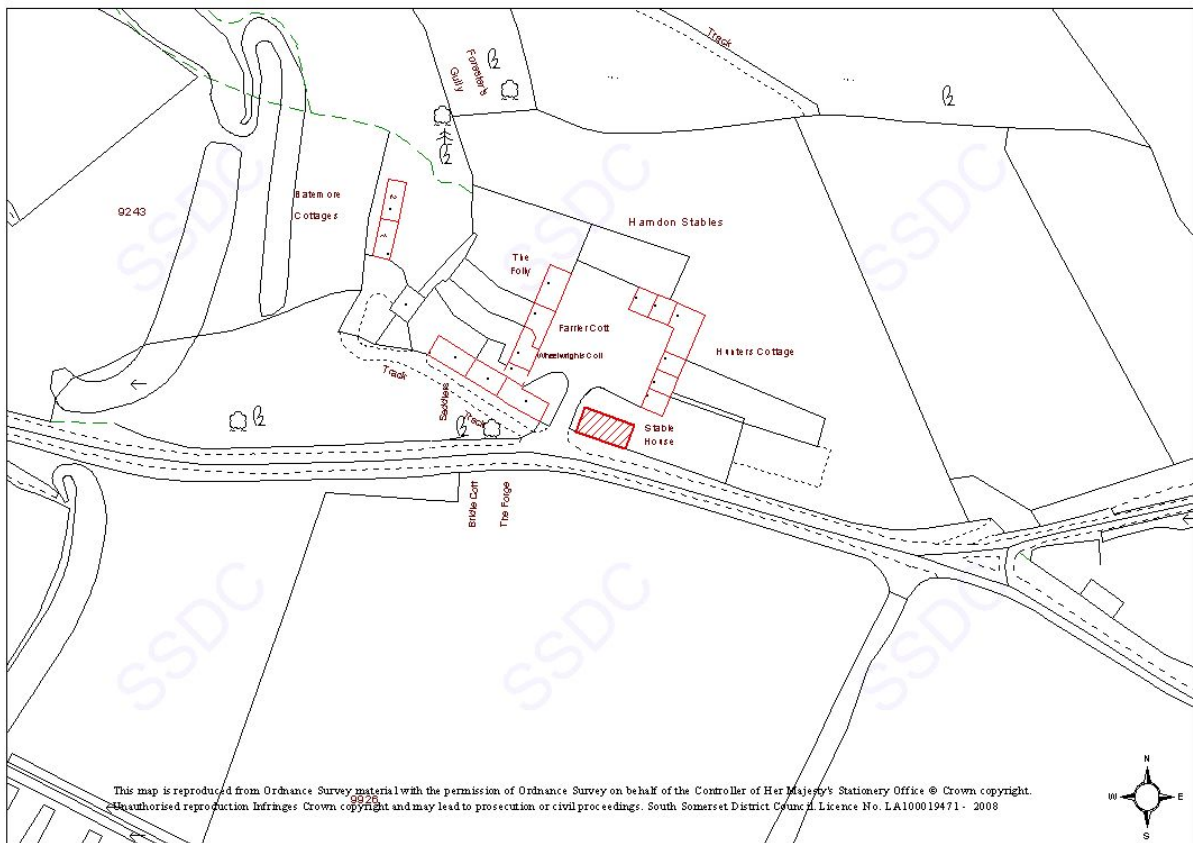 Track
Forester's
Gully
Batemore
Cottages
9243
2
1
Hamdon Stables
The
Folly
Farrier Cott
Wheelwrights Cott
Hunters Cottage
Track
Saddlers
Track
Stable
House
Bridle Cott
The Forge
SSDC
SSDC
SSDC
SSDC
SSDC
SSDC
9926
This map is reproduced from Ordnance Survey material with the permission of Ordnance Survey on behalf of the Controller of Her Majesty's Stationery Office © Crown copyright.
Unauthorised reproduction Infringes Crown copyright and may lead to prosecution or civil proceedings. South Somerset District Council. Licence No. LA100019471 - 2008
N
W E
S